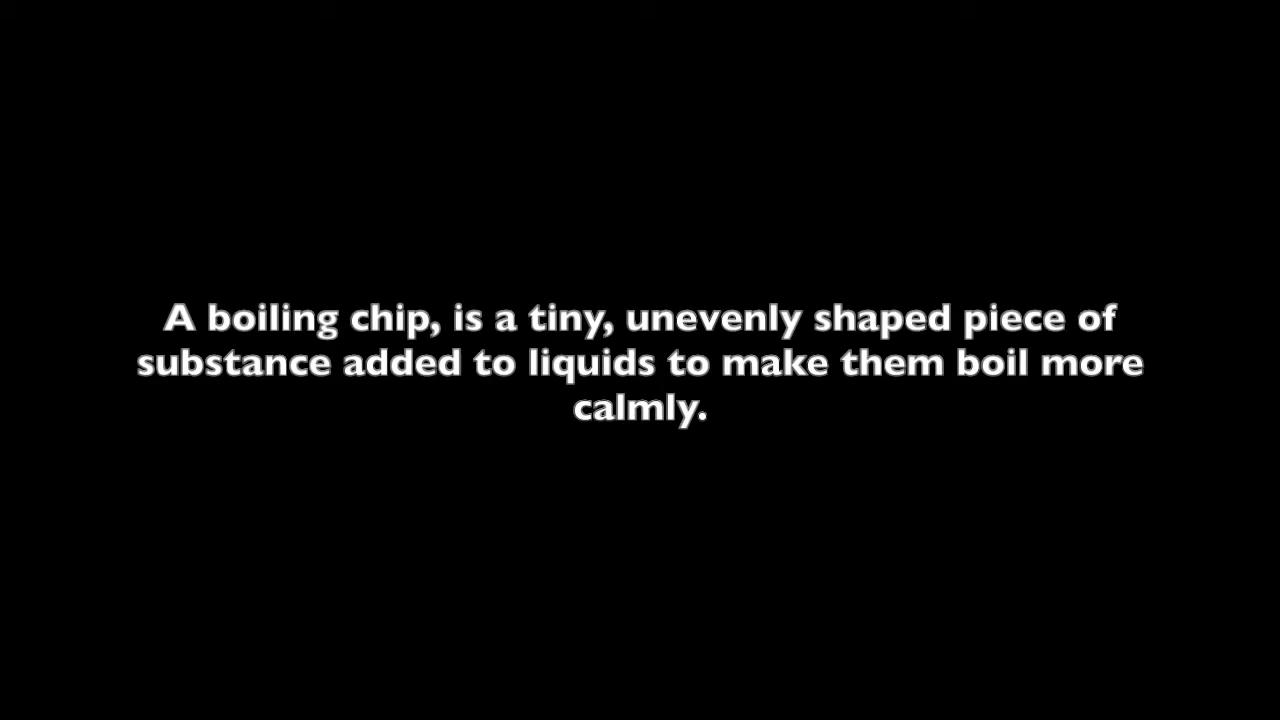 A boiling chip, is a tiny, unevenly shaped piece of
substance added to liquids to make them boil more
calmly.